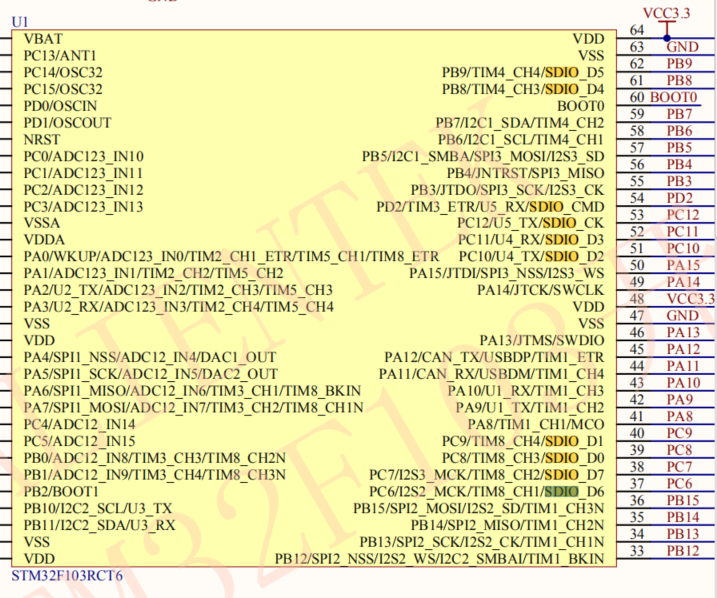 GND
VCC3.3
U1
VBAT VDD 64
PC13/ANT1 VSS 63 GND
PC14/OSC32 PB9/TIM4_CH4/SDIO_D5 62 PB9
PC15/OSC32 PB8/TIM4_CH3/SDIO_D4 61 PB8
PD0/OSCIN BOOT0 60 BOOT0
PD1/OSCOUT PB7/I2C1_SDA/TIM4_CH2 59 PB7
NRST PB6/I2C1_SCL/TIM4_CH1 58 PB6
PC0/ADC123_IN10 PB5/I2C1_SMBA/SPI3_MOSI/I2S3_SD 57 PB5
PC1/ADC123_IN11 PB4/JNTRST/SPI3_MISO 56 PB4
PC2/ADC123_IN12 PB3/JTDO/SPI3_SCK/I2S3_CK 55 PB3
PC3/ADC123_IN13 PD2/TIM3_ETR/U5_RX/SDIO_CMD 54 PD2
VSSA PC12/U5_TX/SDIO_CK 53 PC12
VDDA PC11/U4_RX/SDIO_D3 52 PC11
PA0/WKUP/ADC123_IN0/TIM2_CH1_ETR/TIM5_CH1/TIM8_ETR PC10/U4_TX/SDIO_D2 51 PC10
PA1/ADC123_IN1/TIM2_CH2/TIM5_CH2 PA15/JTDI/SPI3_NSS/I2S3_WS 50 PA15
PA2/U2_TX/ADC123_IN2/TIM2_CH3/TIM5_CH3 PA14/JTCK/SWCLK 49 PA14
PA3/U2_RX/ADC123_IN3/TIM2_CH4/TIM5_CH4 VDD 48 VCC3.3
VSS VSS 47 GND
VDD PA13/JTMS/SWDIO 46 PA13
PA4/SPI1_NSS/ADC12_IN4/DAC1_OUT PA12/CAN_TX/USBDP/TIM1_ETR 45 PA12
PA5/SPI1_SCK/ADC12_IN5/DAC2_OUT PA11/CAN_RX/USBDM/TIM1_CH4 44 PA11
PA6/SPI1_MISO/ADC12_IN6/TIM3_CH1/TIM8_BKIN PA10/U1_RX/TIM1_CH3 43 PA10
PA7/SPI1_MOSI/ADC12_IN7/TIM3_CH2/TIM8_CH1N PA9/U1_TX/TIM1_CH2 42 PA9
PC4/ADC12_IN14 PA8/TIM1_CH1/MCO 41 PA8
PC5/ADC12_IN15 PC9/TIM8_CH4/SDIO_D1 40 PC9
PB0/ADC12_IN8/TIM3_CH3/TIM8_CH2N PC8/TIM8_CH3/SDIO_D0 39 PC8
PB1/ADC12_IN9/TIM3_CH4/TIM8_CH3N PC7/I2S3_MCK/TIM8_CH2/SDIO_D7 38 PC7
PB2/BOOT1 PC6/I2S2_MCK/TIM8_CH1/SDIO_D6 37 PC6
PB10/I2C2_SCL/U3_TX PB15/SPI2_MOSI/I2S2_SD/TIM1_CH3N 36 PB15
PB11/I2C2_SDA/U3_RX PB14/SPI2_MISO/TIM1_CH2N 35 PB14
VSS PB13/SPI2_SCK/I2S2_CK/TIM1_CH1N 34 PB13
VDD PB12/SPI2_NSS/I2S2_WS/I2C2_SMBAI/TIM1_BKIN 33 PB12
STM32F103RCT6